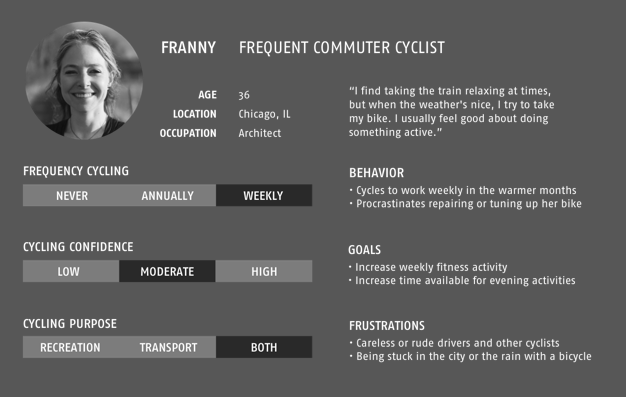 FRANNY FREQUENT COMMUTER CYCLIST
AGE 36
LOCATION Chicago, IL
OCCUPATION Architect
“I find taking the train relaxing at times,
but when the weather's nice, I try to take
my bike. I usually feel good about doing
something active.”
FREQUENCY CYCLING
NEVER ANNUALLY WEEKLY
CYCLING CONFIDENCE
LOW MODERATE HIGH
CYCLING PURPOSE
RECREATION TRANSPORT BOTH
BEHAVIOR
• Cycles to work weekly in the warmer months
• Procrastinates repairing or tuning up her bike
GOALS
• Increase weekly fitness activity
• Increase time available for evening activities
FRUSTRATIONS
• Careless or rude drivers and other cyclists
• Being stuck in the city or the rain with a bicycle